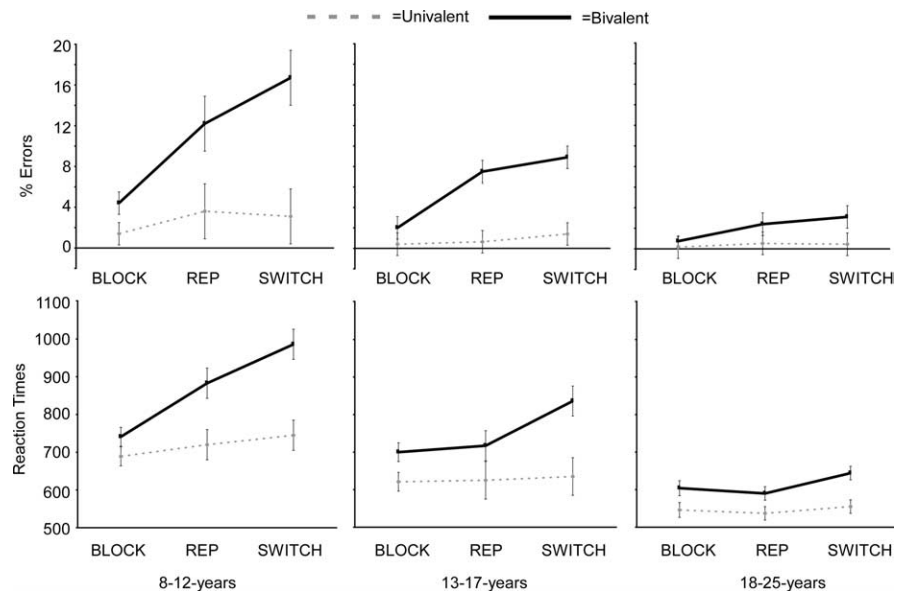 =Univalent =Bivalent
% Errors
20
16
12
8
4
0
BLOCK REP SWITCH
BLOCK REP SWITCH
BLOCK REP SWITCH
Reaction Times
1100
1000
900
800
700
600
500
BLOCK REP SWITCH
BLOCK REP SWITCH
BLOCK REP SWITCH
8-12-years
13-17-years
18-25-years